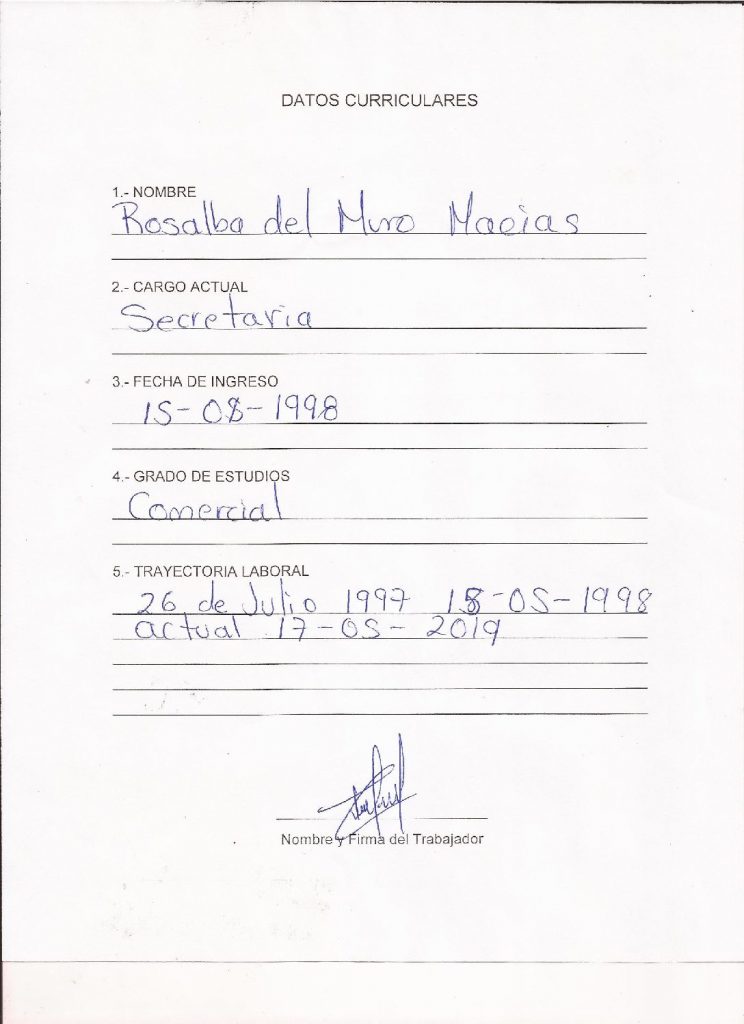 DATOS CURRICULARES
1.- NOMBRE
Rosalba del Muro Macias
2.- CARGO ACTUAL
Secretaria
3.- FECHA DE INGRESO
15-08-1998
4.- GRADO DE ESTUDIOS
Comercial
5.- TRAYECTORIA LABORAL
26 de Julio 1997 15-05-1998
actual 17-05-2019
Nombre y Firma del Trabajador